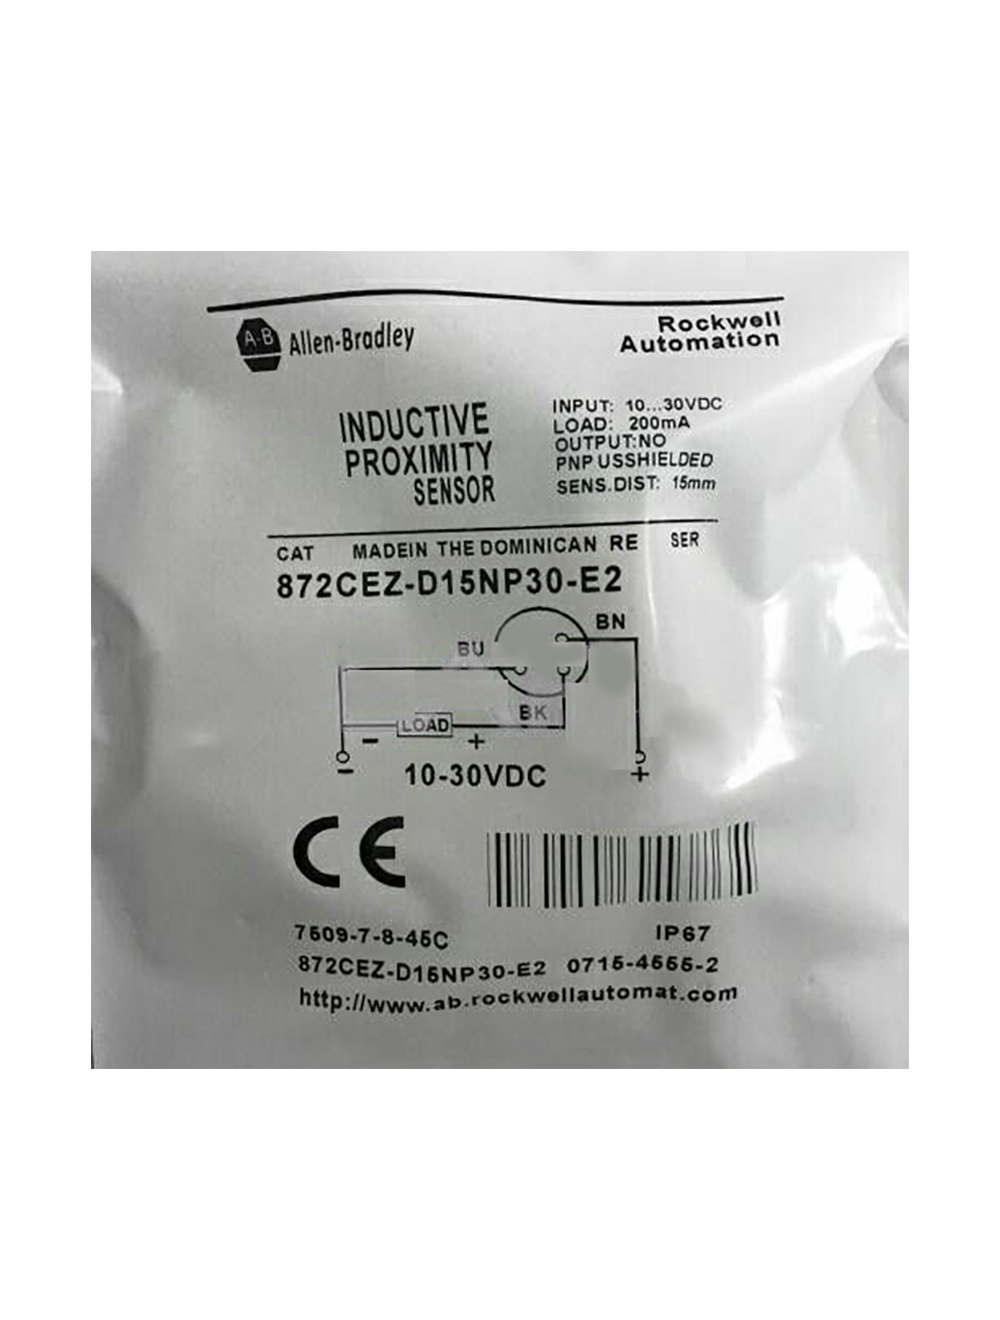 A-B Allen-Bradley
Rockwell
Automation
INDUCTIVE
PROXIMITY
SENSOR
INPUT: 10...30VDC
LOAD: 200mA
OUTPUT:NO
PNP USSHIELDED
SENS.DIST: 15mm
CAT MADEIN THE DOMINICAN RE SER
872CEZ-D15NP30-E2
BN
BU
BK
LOAD
- +
- 10-30VDC +
CE
7509-7-8-45C IP67
872CEZ-D15NP30-E2 0715-4555-2
http://www.ab.rockwellautomat.com